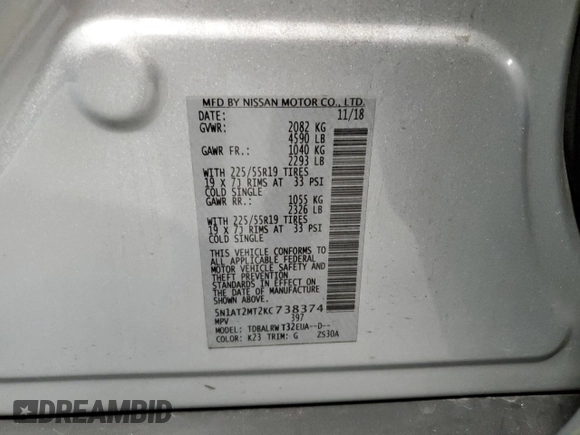 MFD BY NISSAN MOTOR CO., LTD.
DATE: 11/18
GVWR: 2082 KG
4590 LB
GAWR FR.: 1040 KG
2293 LB
WITH 225/55R19 TIRES
19 X 7J RIMS AT 33 PSI
COLD SINGLE
GAWR RR.: 1055 KG
2326 LB
WITH 225/55R19 TIRES
19 X 7J RIMS AT 33 PSI
COLD SINGLE
THIS VEHICLE CONFORMS TO
ALL APPLICABLE FEDERAL
MOTOR VEHICLE SAFETY AND
THEFT PREVENTION
STANDARDS IN EFFECT ON
THE DATE OF MANUFACTURE
SHOWN ABOVE.
5N1AT2MT2KC738374
MPV 397
MODEL: TDBALRWT32EUA--D--
COLOR: K23 TRIM: G ZS30A
DREAMBID